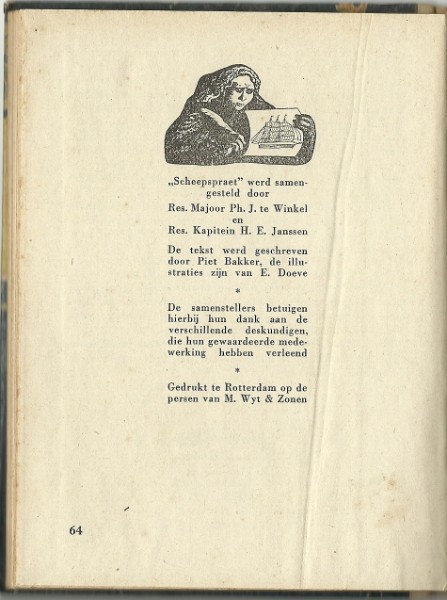 „Scheepspraet” werd samen-
gesteld door
Res. Majoor Ph. J. te Winkel
en
Res. Kapitein H. E. Janssen
De tekst werd geschreven
door Piet Bakker, de illu-
straties zijn van E. Doeve
*
De samenstellers betuigen
hierbij hun dank aan de
verschillende deskundigen,
die hun gewaardeerde mede-
werking hebben verleend
*
Gedrukt te Rotterdam op de
persen van M. Wyt & Zonen
64